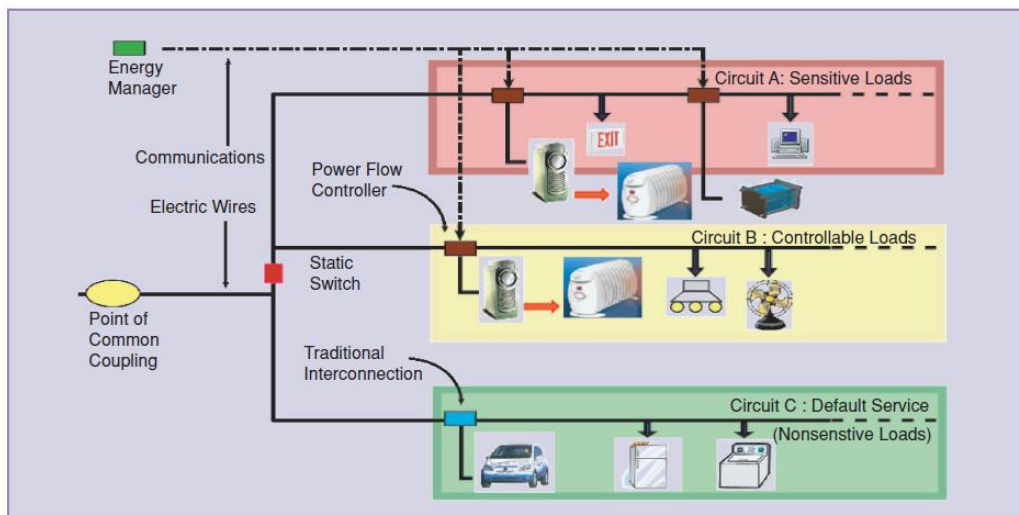 Energy
Manager
Circuit A: Sensitive Loads
EXIT
Communications
Power Flow
Controller
Electric Wires
Circuit B : Controllable Loads
Static
Switch
Point of
Common
Coupling
Traditional
Interconnection
Circuit C : Default Service
(Nonsenstive Loads)